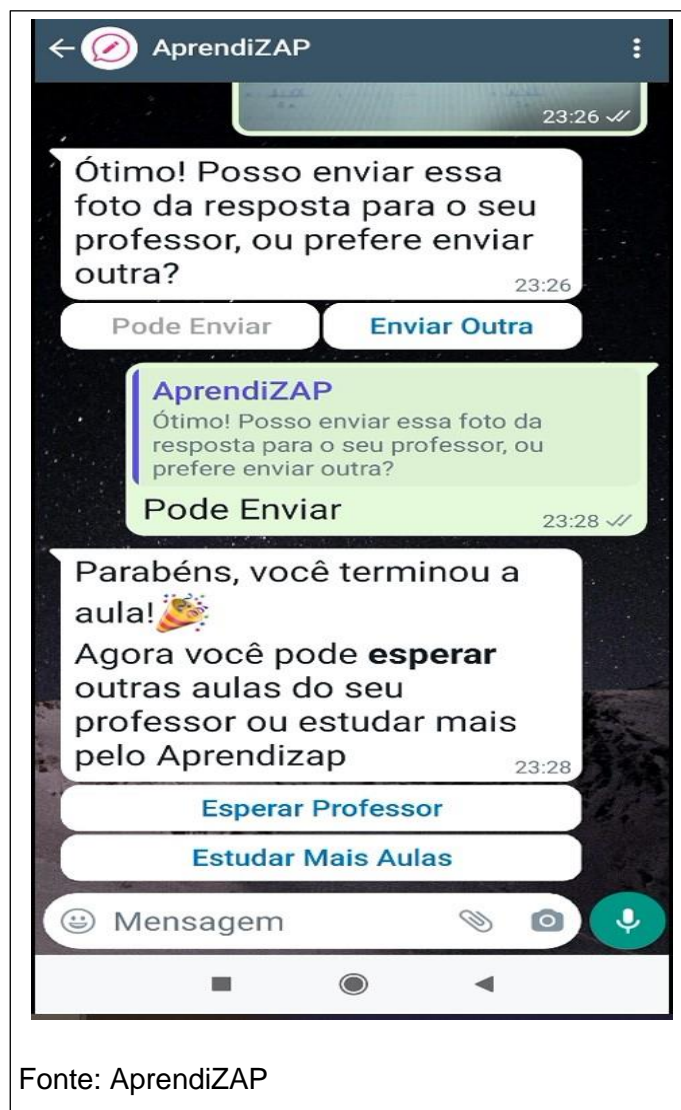 AprendiZAP
23:26
Ótimo! Posso enviar essa
foto da resposta para o seu
professor, ou prefere enviar
outra?
23:26
Pode Enviar
Enviar Outra
AprendiZAP
Ótimo! Posso enviar essa foto da
resposta para o seu professor, ou
prefere enviar outra?
Pode Enviar
23:28
Parabéns, você terminou a
aula!
Agora você pode esperar
outras aulas do seu
professor ou estudar mais
pelo Aprendizap
23:28
Esperar Professor
Estudar Mais Aulas
Mensagem
Fonte: AprendiZAP